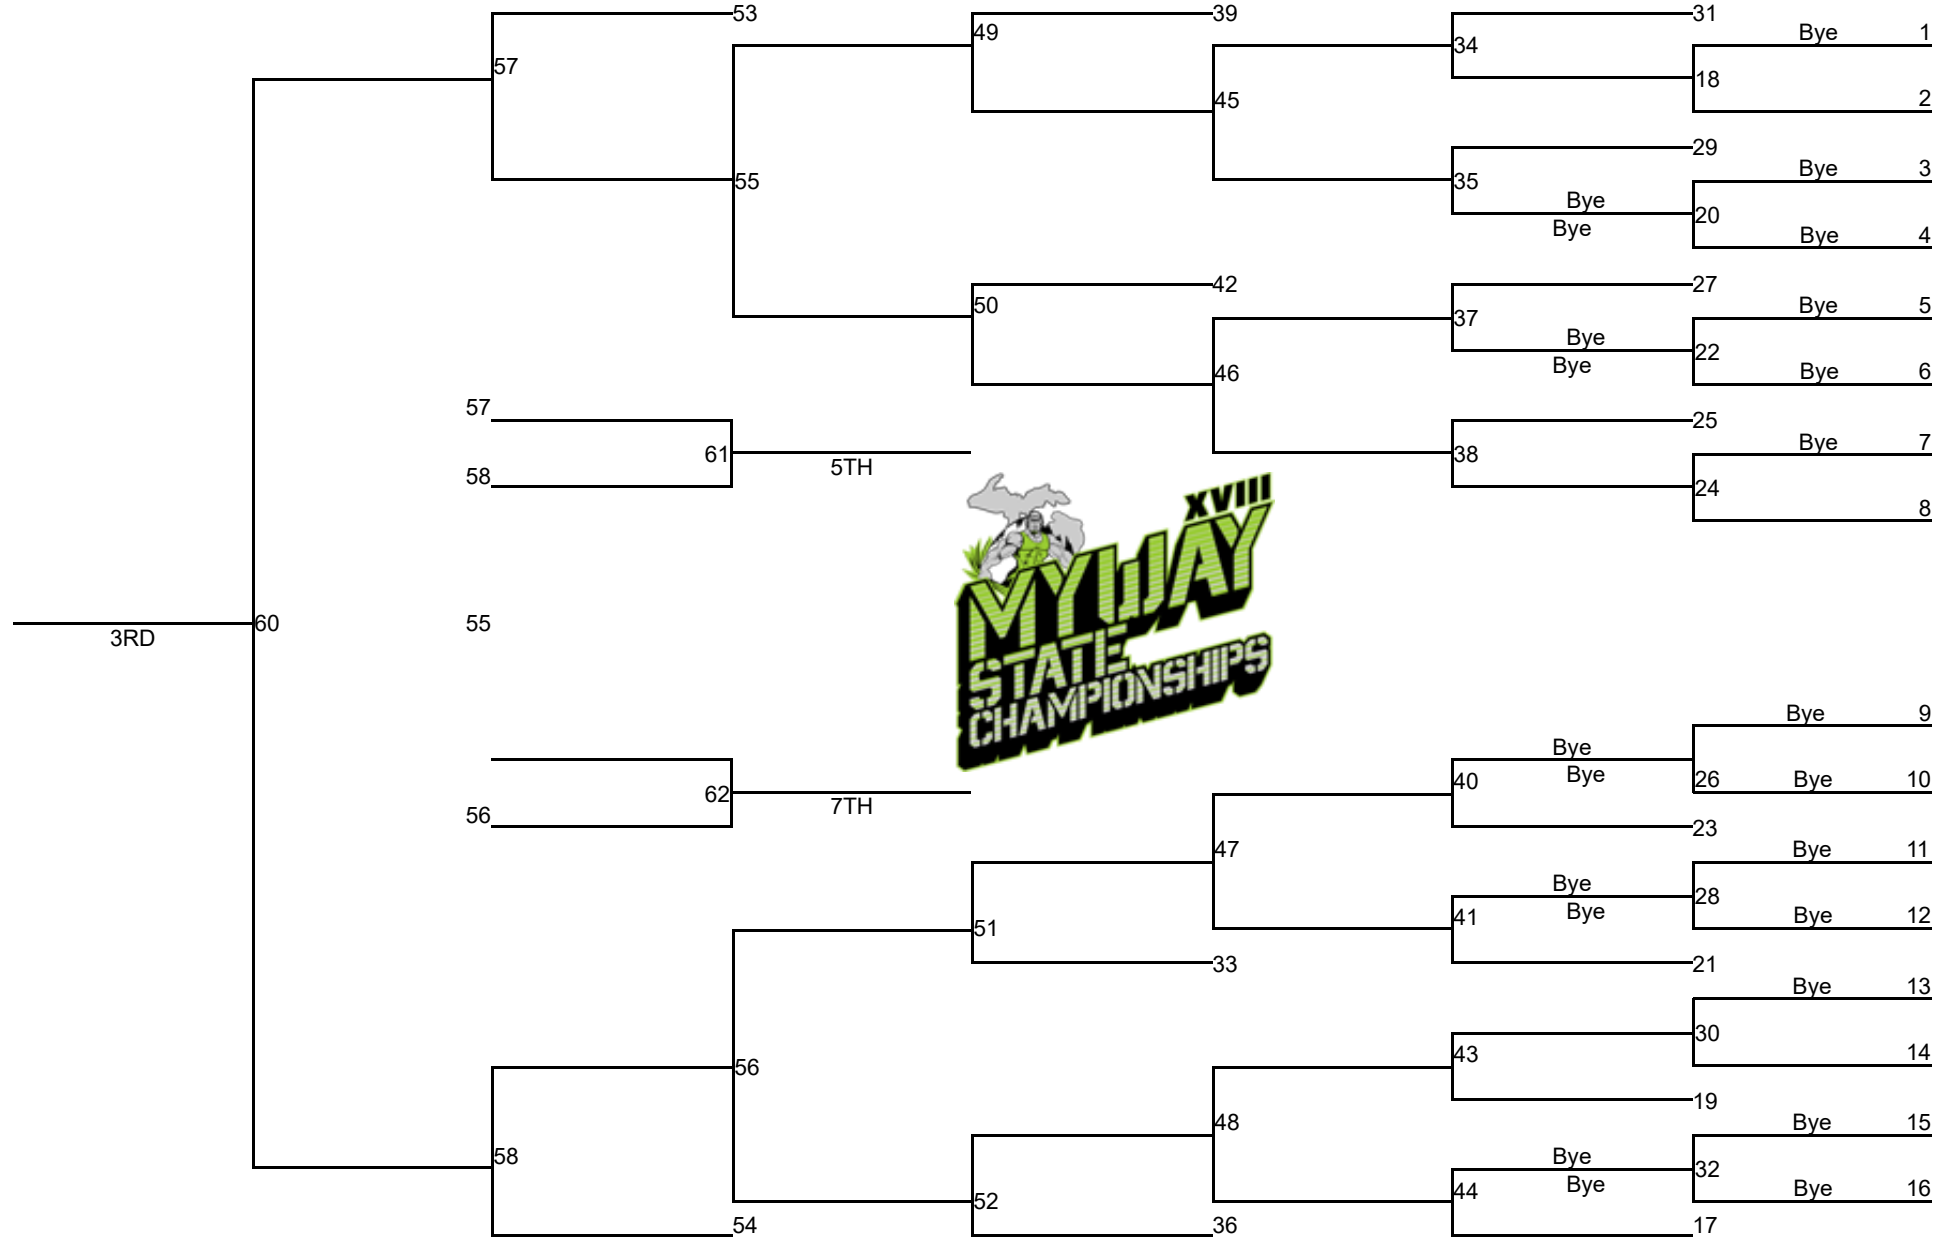 53
39
31
Bye 1
49
34
57
18
2
45
29
Bye 3
55
35
Bye
20
Bye
Bye 4
42
27
50
Bye 5
37
Bye
22
Bye
46
Bye 6
57
25
61
38
Bye 7
5TH
58
24
8
XVIII
MYWAY
STATE
CHAMPIONSHIPS
60
55
3RD
Bye 9
Bye
40
Bye
26
Bye 10
62
7TH
56
23
47
Bye 11
Bye
28
41
Bye
Bye 12
51
33
21
Bye 13
30
43
14
56
19
48
Bye 15
58
Bye
32
44
Bye
Bye 16
52
54
36
17